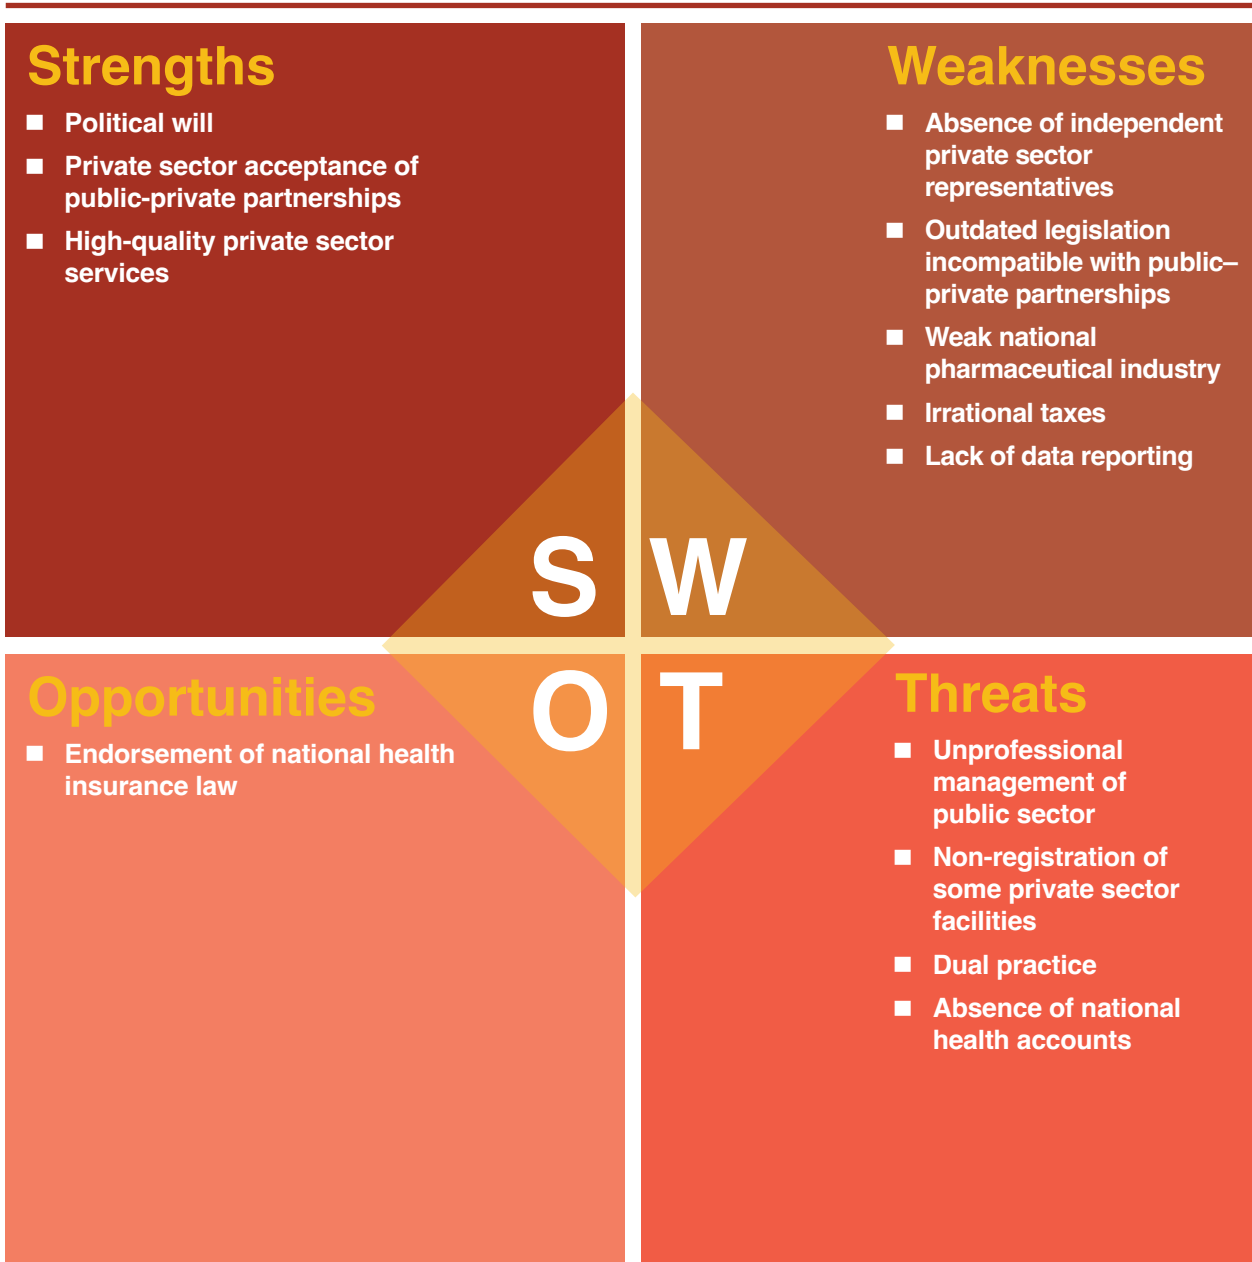 Strengths
■ Political will
■ Private sector acceptance of
public-private partnerships
■ High-quality private sector
services
Weaknesses
■ Absence of independent
private sector
representatives
■ Outdated legislation
incompatible with public–
private partnerships
■ Weak national
pharmaceutical industry
■ Irrational taxes
■ Lack of data reporting
S W
O T
Opportunities
■ Endorsement of national health
insurance law
Threats
■ Unprofessional
management of
public sector
■ Non-registration of
some private sector
facilities
■ Dual practice
■ Absence of national
health accounts